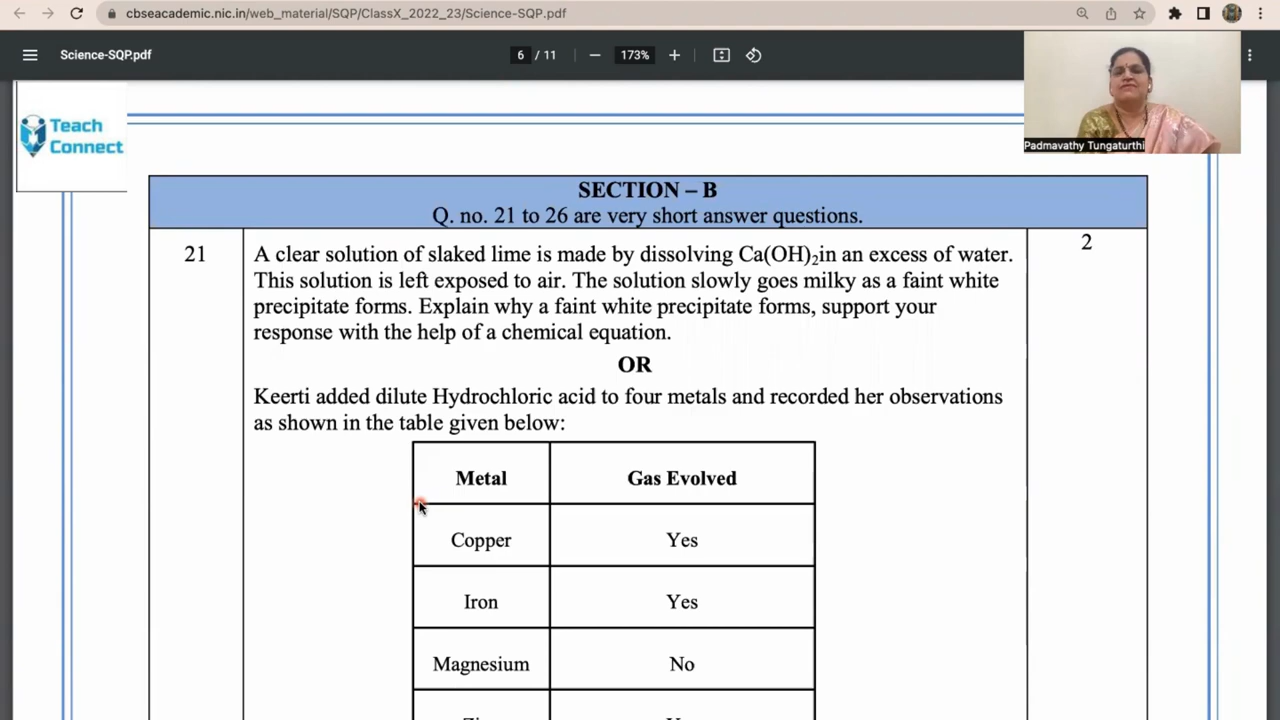 cbseacademic.nic.in/web_material/SQP/ClassX_2022_23/Science-SQP.pdf
Science-SQP.pdf
6 / 11
173%
Teach
Connect
Padmavathy Tungaturthi
SECTION – B
Q. no. 21 to 26 are very short answer questions.
21
A clear solution of slaked lime is made by dissolving Ca(OH)₂in an excess of water.
This solution is left exposed to air. The solution slowly goes milky as a faint white
precipitate forms. Explain why a faint white precipitate forms, support your
response with the help of a chemical equation.
2
OR
Keerti added dilute Hydrochloric acid to four metals and recorded her observations
as shown in the table given below:
Metal Gas Evolved
Copper Yes
Iron Yes
Magnesium No